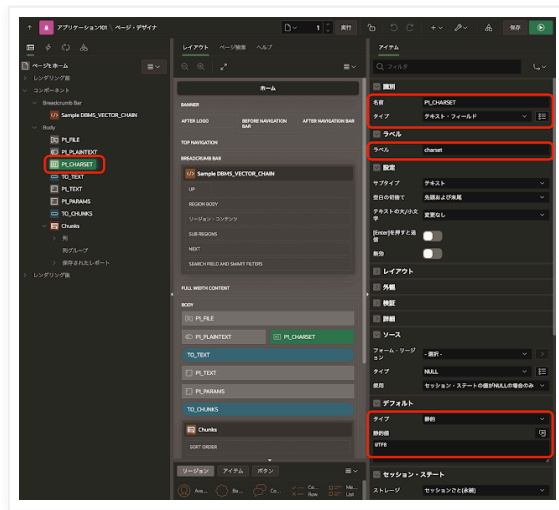 アプリケーション101 \ ページ・デザイナ
1
実行
保存
レイアウト
ページ検索
ヘルプ
アイテム
ページ1: ホーム
フィルタ
レンダリング前
コンポーネント
ホーム
識別
Breadcrumb Bar
BANNER
名前
P1_CHARSET
Sample DBMS_VECTOR_CHAIN
AFTER LOGO
BEFORE NAVIGATION BAR
AFTER NAVIGATION BAR
タイプ
テキスト・フィールド
Body
P1_FILE
ラベル
P1_PLAINTEXT
TOP NAVIGATION
ラベル
charset
P1_CHARSET
BREADCRUMB BAR
TO_TEXT
Sample DBMS_VECTOR_CHAIN
設定
P1_TEXT
UP
サブタイプ
テキスト
P1_PARAMS
REGION BODY
空白の切捨て
先頭および末尾
TO_CHUNKS
リージョン・コンテンツ
テキストの大/小文字
変更なし
Chunks
SUB REGIONS
[Enter]を押すと送信
列
NEXT
列グループ
SEARCH FIELD AND SMART FILTERS
無効
保存されたレポート
レイアウト
レンダリング後
FULL WIDTH CONTENT
外観
BODY
検証
P1_FILE
詳細
P1_PLAINTEXT
P1_CHARSET
ソース
TO_TEXT
フォーム・リージョン
- 選択 -
P1_TEXT
タイプ
NULL
P1_PARAMS
使用
セッション・ステートの値がNULLの場合のみ
TO_CHUNKS
デフォルト
Chunks
タイプ
静的
SORT ORDER
静的値
UTF8
リージョン
アイテム
ボタン
セッション・ステート
Ave...
Ba...
Co...
Co... Row
Me... List
ストレージ
セッションごと(永続)